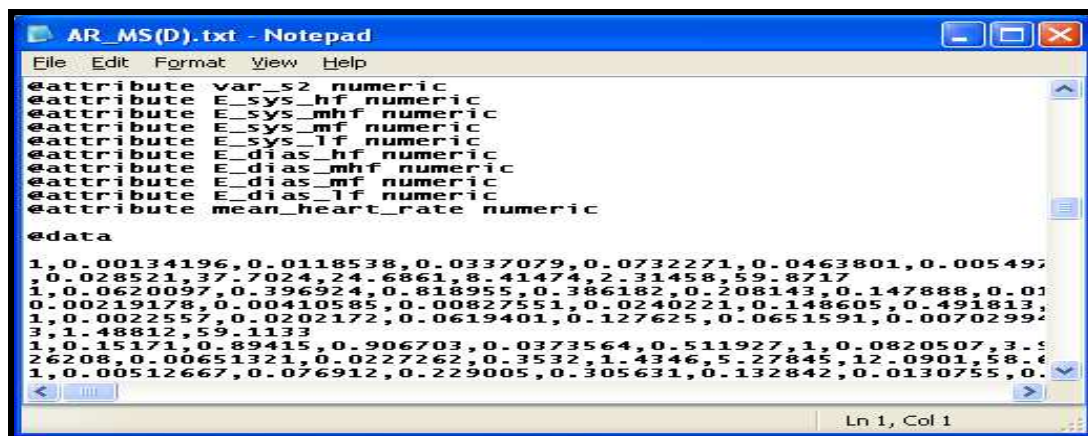 AR_MS(D).txt - Notepad
File Edit Format View Help
@attribute var_s2 numeric
@attribute E_sys_hf numeric
@attribute E_sys_mhf numeric
@attribute E_sys_mf numeric
@attribute E_sys_lf numeric
@attribute E_dias_hf numeric
@attribute E_dias_mhf numeric
@attribute E_dias_mf numeric
@attribute E_dias_lf numeric
@attribute mean_heart_rate numeric
@data
1,0.00134196,0.0118538,0.0337079,0.0732271,0.0463801,0.005497
,0.028521,37.7024,24.6861,8.41474,2.31458,59.8717
1,0.0620097,0.396924,0.818955,0.386182,0.208143,0.147888,0.01
0.00219178,0.00410585,0.00827551,0.0240221,0.148605,0.491813,
1,0.0022557,0.0202172,0.0619401,0.127625,0.0651591,0.00702994
3,1.48812,59.1133
1,0.15171,0.89415,0.906703,0.0373564,0.511927,1,0.0820507,3.
26208,0.00651321,0.0227262,0.3532,1.4346,5.27845,12.0901,58.
1,0.00512667,0.076912,0.229005,0.305631,0.132842,0.0130755,0.
Ln 1, Col 1